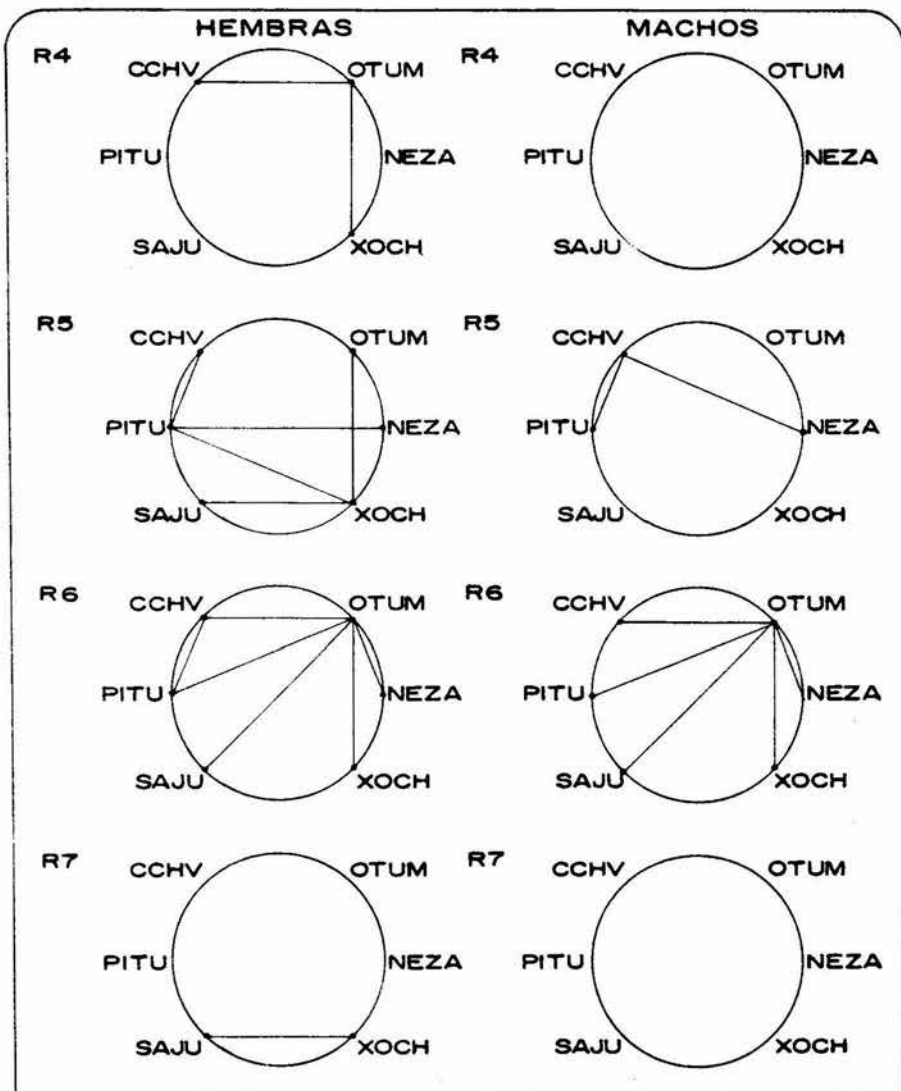 HEMBRAS MACHOS
R4 R4
CCHV OTUM CCHV OTUM
PITU NEZA PITU NEZA
SAJU XOCH SAJU XOCH
R5 R5
CCHV OTUM CCHV OTUM
PITU NEZA PITU NEZA
SAJU XOCH SAJU XOCH
R6 R6
CCHV OTUM CCHV OTUM
PITU NEZA PITU NEZA
SAJU XOCH SAJU XOCH
R7 R7
CCHV OTUM CCHV OTUM
PITU NEZA PITU NEZA
SAJU XOCH SAJU XOCH